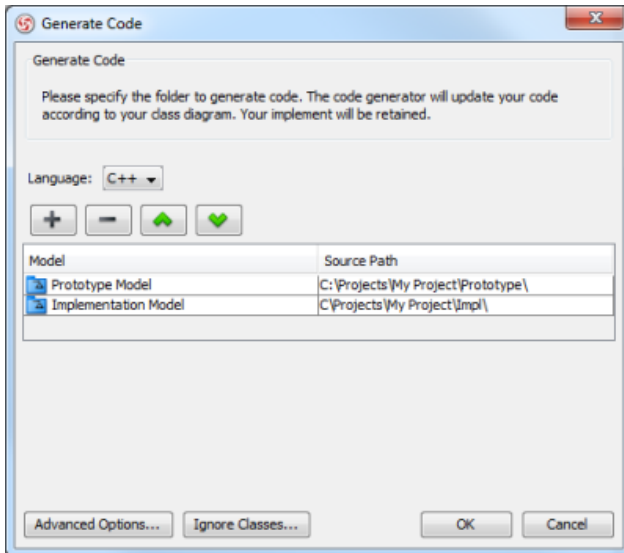 Generate Code
Generate Code
Please specify the folder to generate code. The code generator will update your code
according to your class diagram. Your implement will be retained.
Language: C++
Model Source Path
Prototype Model C:\Projects\My Project\Prototype\
Implementation Model C\Projects\My Project\Impl\
Advanced Options... Ignore Classes... OK Cancel